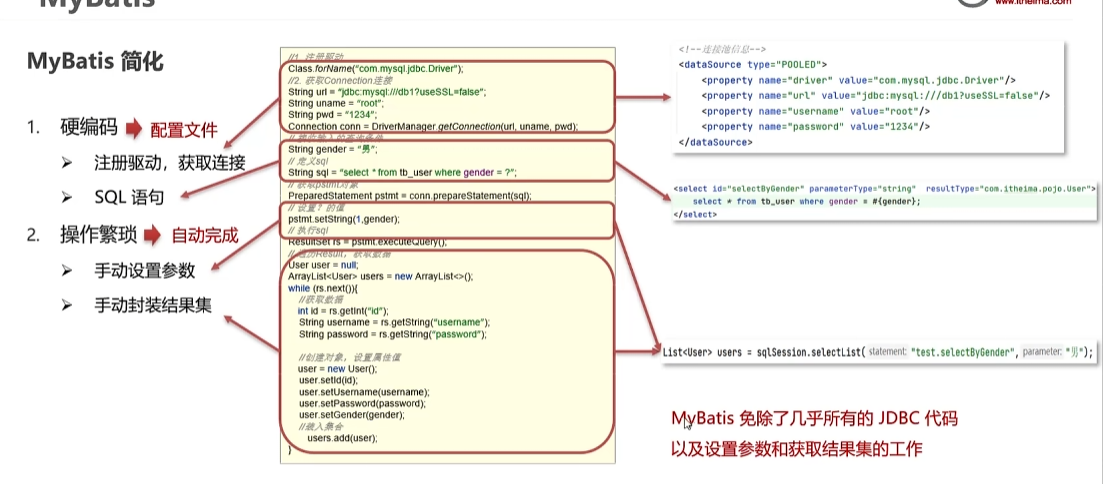 MyBatis
www.itheima.com
MyBatis 简化
1. 硬编码 配置文件
注册驱动，获取连接
SQL 语句
2. 操作繁琐 自动完成
手动设置参数
手动封装结果集
//1. 注册驱动
Class.forName("com.mysql.jdbc.Driver");
//2. 获取Connection连接
String url = "jdbc:mysql:///db1?useSSL=false";
String uname = "root";
String pwd = "1234";
Connection conn = DriverManager.getConnection(url, uname, pwd);
String gender = "男";
// 定义sql
String sql = "select * from tb_user where gender = ?";
// 获取pstmt对象
PreparedStatement pstmt = conn.prepareStatement(sql);
// 设置？的值
pstmt.setString(1,gender);
// 执行sql
ResultSet rs = pstmt.executeQuery();
// 遍历Result，获取数据
User user = null;
ArrayList<User> users = new ArrayList<>();
while (rs.next()){
//获取数据
int id = rs.getInt("id");
String username = rs.getString("username");
String password = rs.getString("password");
//创建对象，设置属性值
user = new User();
user.setId(id);
user.setUsername(username);
user.setPassword(password);
user.setGender(gender);
//装入集合
users.add(user);
}
<!--连接池信息-->
<dataSource type="POOLED">
<property name="driver" value="com.mysql.jdbc.Driver"/>
<property name="url" value="jdbc:mysql:///db1?useSSL=false"/>
<property name="username" value="root"/>
<property name="password" value="1234"/>
</dataSource>
<select id="selectByGender" parameterType="string" resultType="com.itheima.pojo.User">
select * from tb_user where gender = #{gender};
</select>
List<User> users = sqlSession.selectList( statement: "test.selectByGender", parameter: "男");
MyBatis 免除了几乎所有的 JDBC 代码
以及设置参数和获取结果集的工作